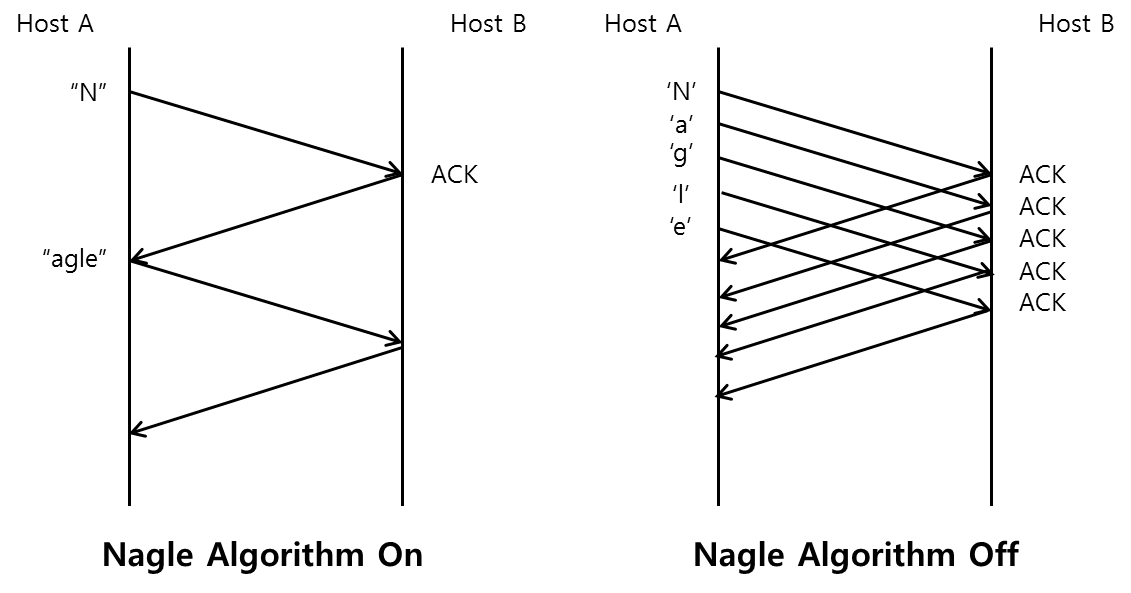 Host A
Host B
“N”
ACK
“agle”
Nagle Algorithm On
Host A
Host B
‘N’
‘a’
‘g’
‘l’
‘e’
ACK
ACK
ACK
ACK
ACK
Nagle Algorithm Off